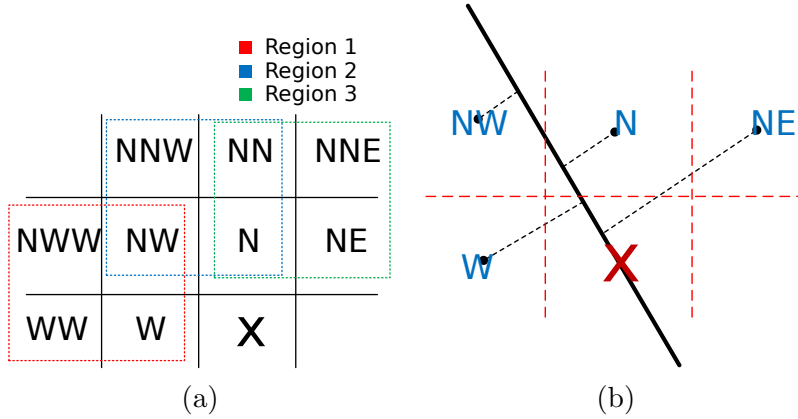 Region 1
Region 2
Region 3
NNW NN NNE
NWW NW N NE
WW W X
(a)
NW N NE
W X
(b)